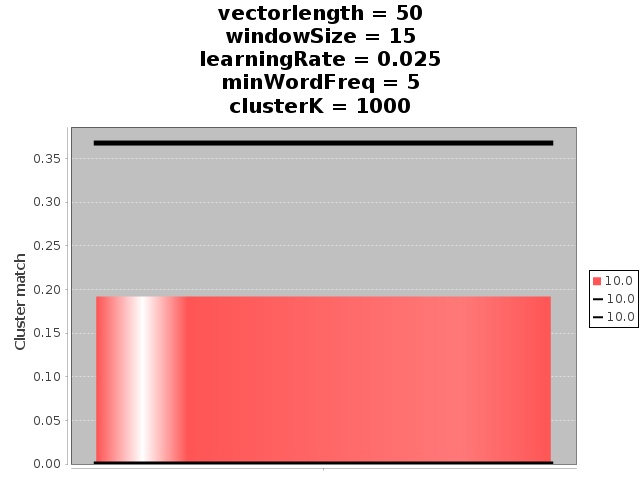 vectorlength = 50
windowSize = 15
learningRate = 0.025
minWordFreq = 5
clusterK = 1000
0.35
0.30
0.25
0.20
0.15
0.10
0.05
0.00
Cluster match
10.0
10.0
10.0